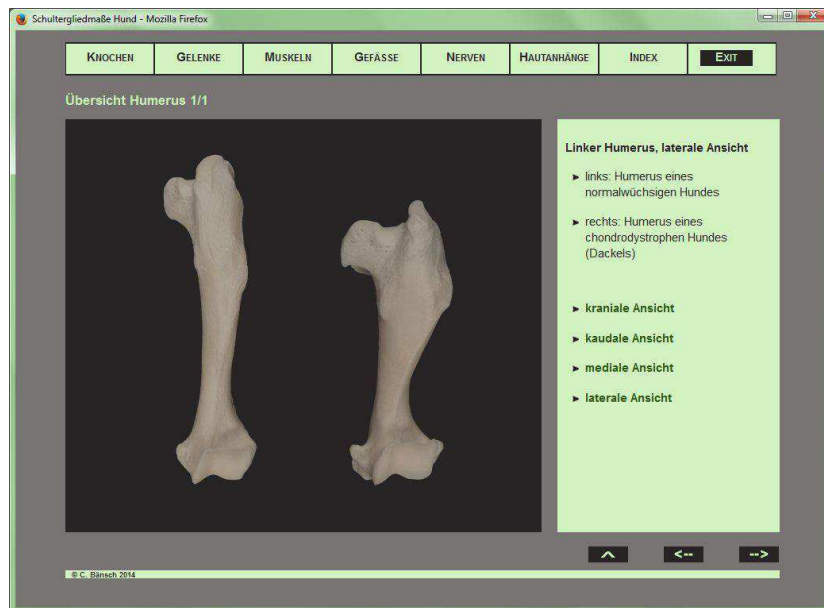 Schultergliedmaße Hund - Mozilla Firefox
KNOCHEN GELENKE MUSKELN GEFÄSSE NERVEN HAUTANHÄNGE INDEX EXIT
Übersicht Humerus 1/1
Linker Humerus, laterale Ansicht
► links: Humerus eines
normalwüchsigen Hundes
► rechts: Humerus eines
chondrodystrophen Hundes
(Dackels)
► kraniale Ansicht
► kaudale Ansicht
► mediale Ansicht
► laterale Ansicht
^ <-- -->
© C. Bänsch 2014